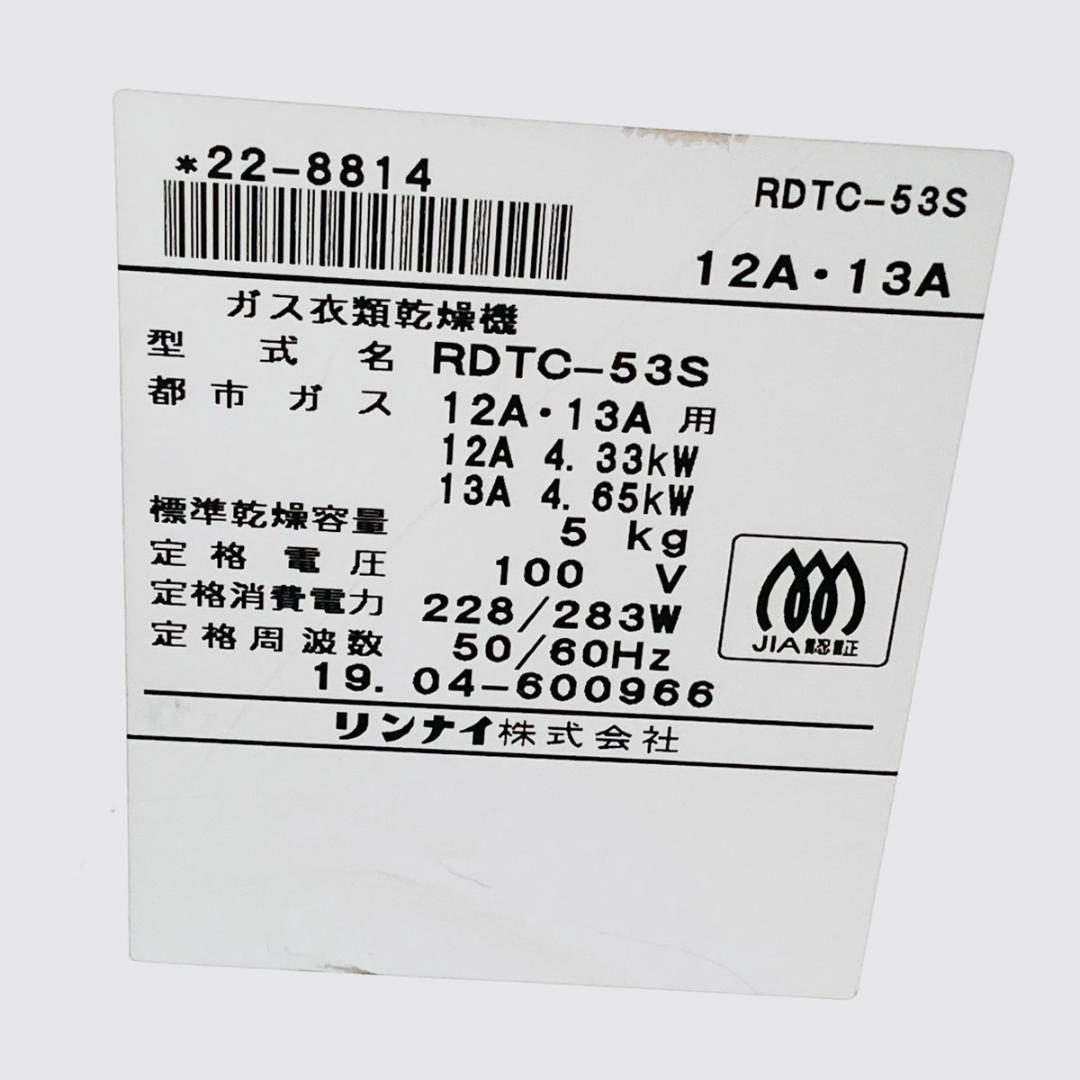 *22-8814
RDTC-53S
12A・13A
ガス衣類乾燥機
型式名 RDTC-53S
都市ガス 12A・13A 用
12A 4.33kW
13A 4.65kW
標準乾燥容量 5 kg
定格電圧 100 V
定格消費電力 228/283W
定格周波数 50/60Hz
JIA認証
19.04-600966
リンナイ株式会社